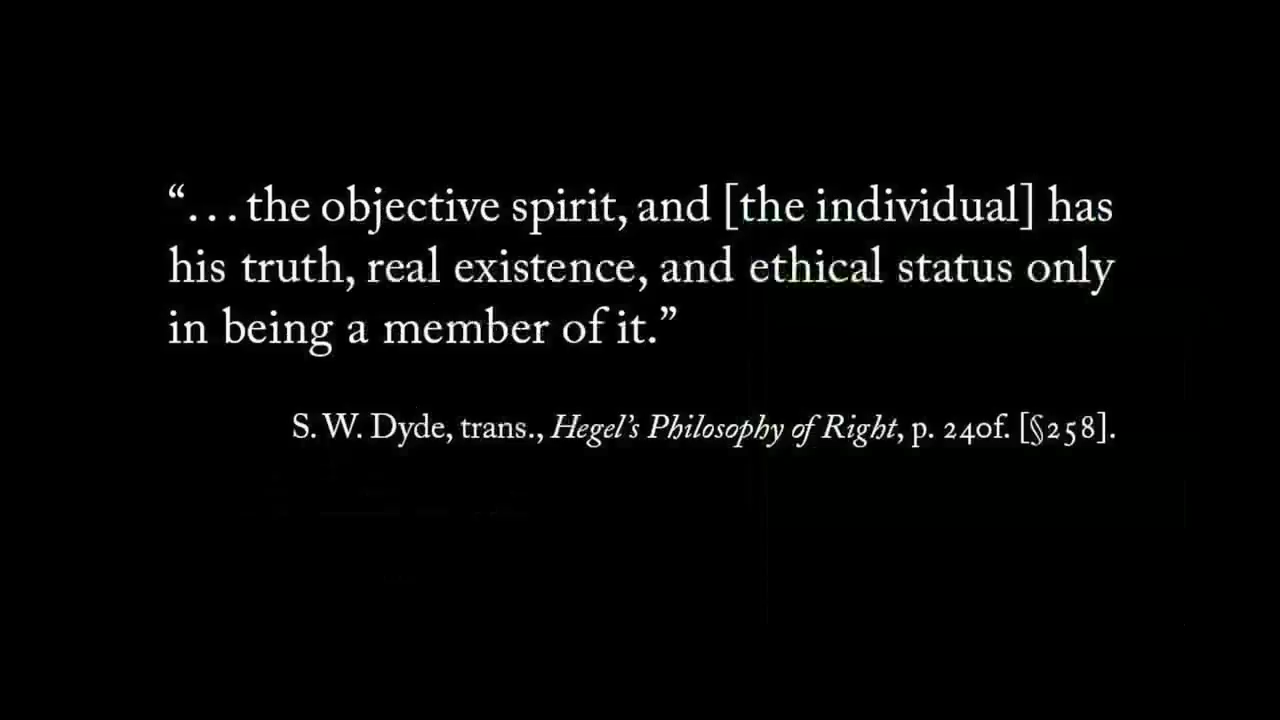 “… the objective spirit, and [the individual] has
his truth, real existence, and ethical status only
in being a member of it.”
S. W. Dyde, trans., Hegel’s Philosophy of Right, p. 240f. [§258].